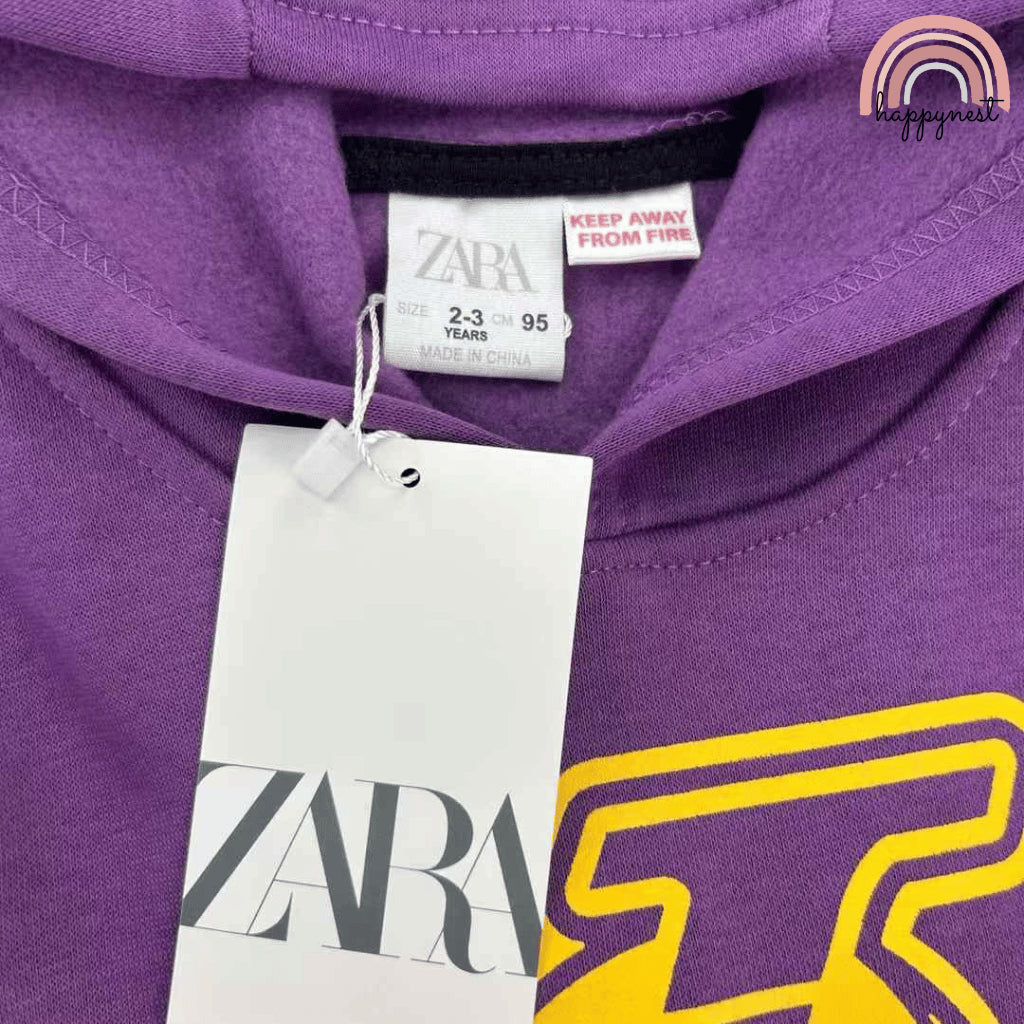 happynest
ZARA
KEEP AWAY
FROM FIRE
SIZE 2-3 CM 95
YEARS
MADE IN CHINA
ZARA